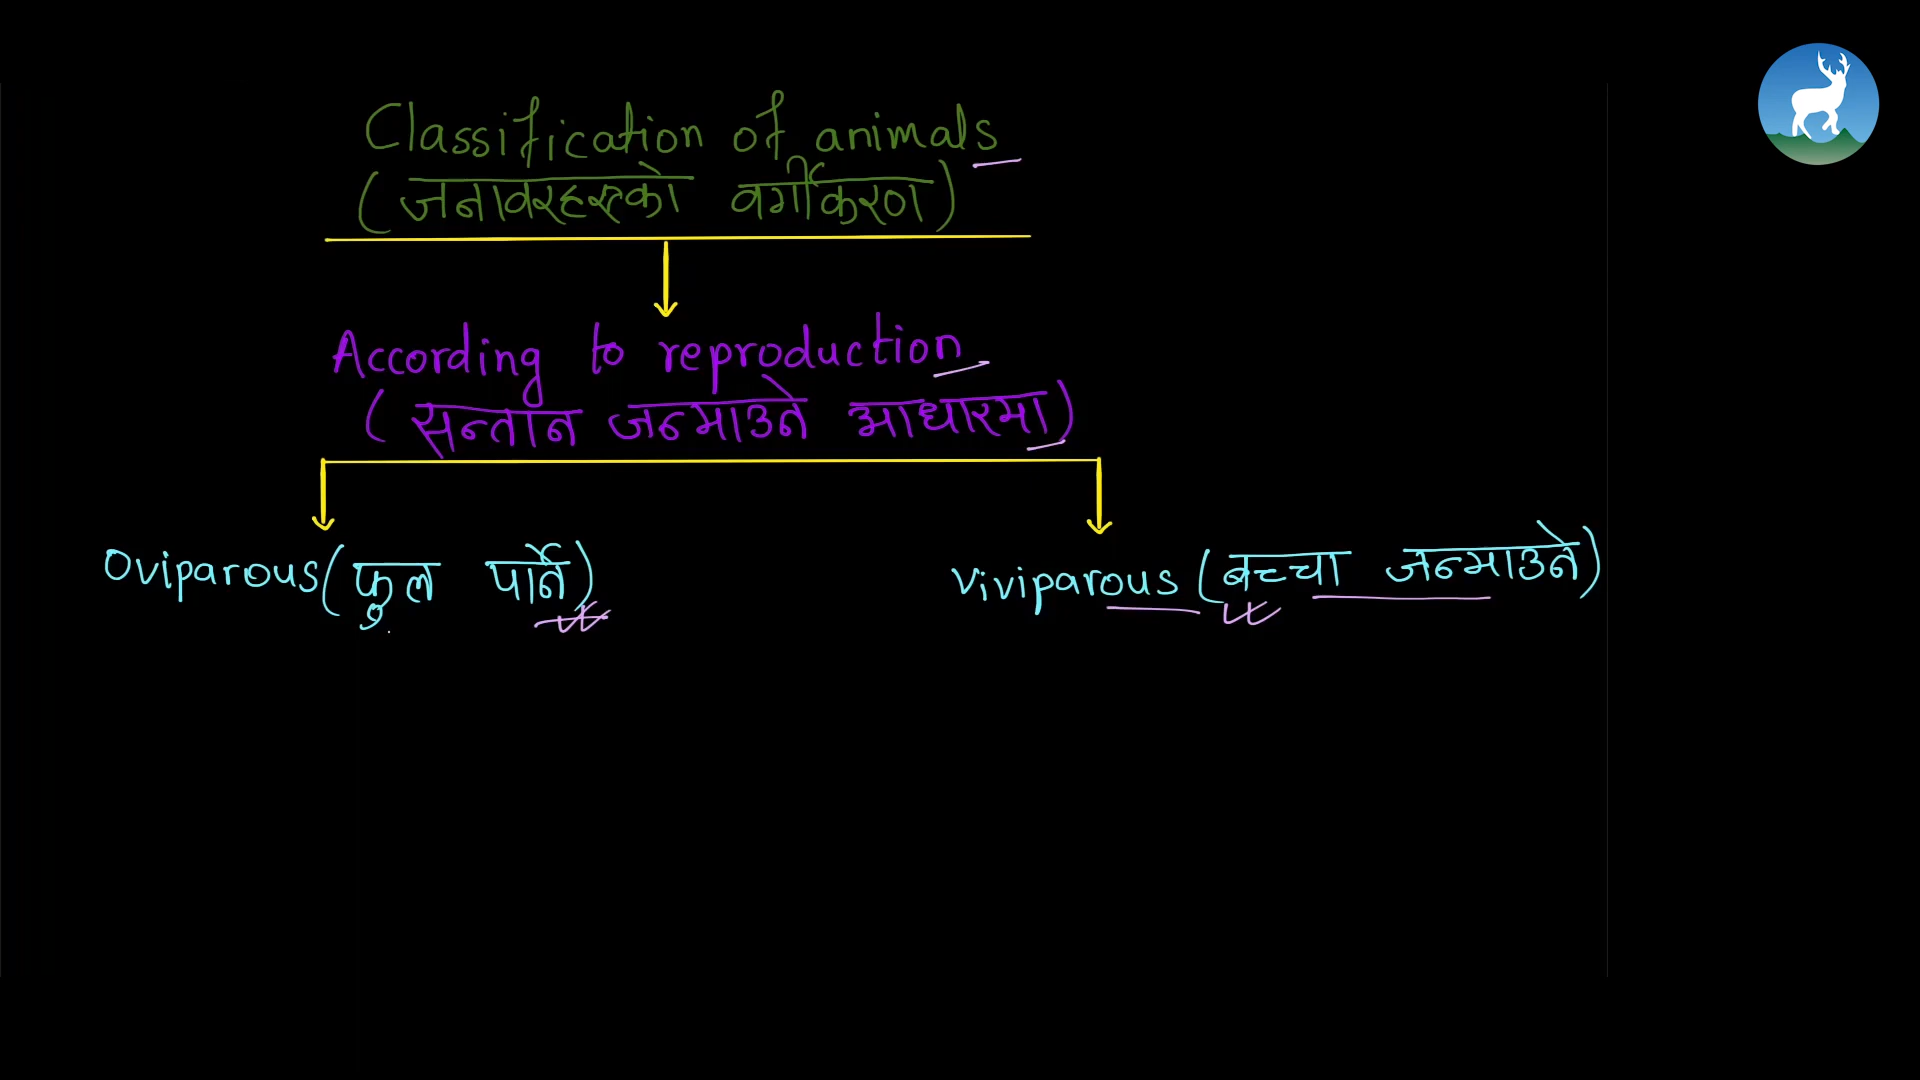 Classification of animals
(जनावरहरुको वर्गीकरण)
According to reproduction
(सन्तान जन्माउने आधारमा)
Oviparous (फुल पार्ने)
Viviparous (बच्चा जन्माउने)